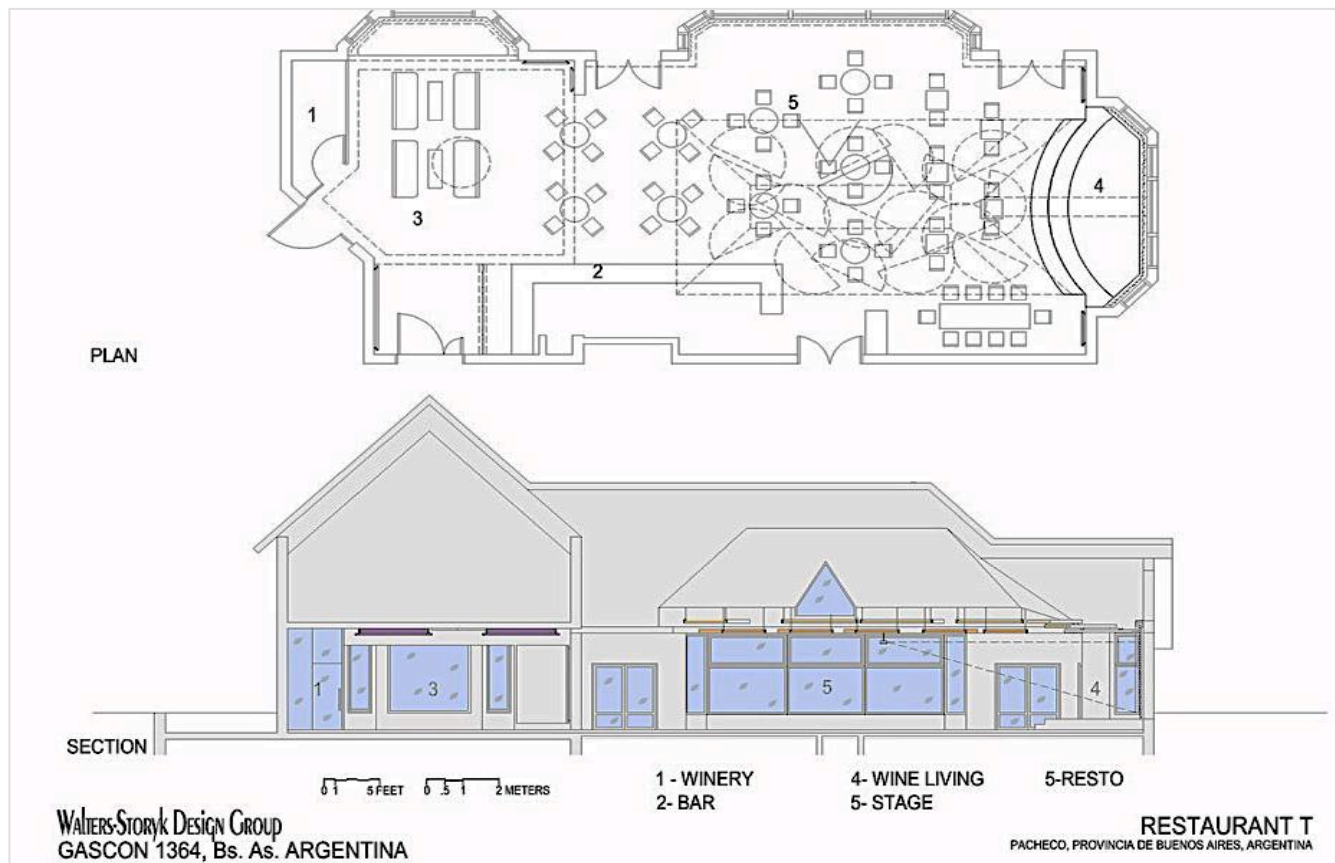 1
5
4
3
2
PLAN
1
3
5
4
SECTION
0 1 5 FEET 0 .5 1 2 METERS
1 - WINERY
2- BAR
4- WINE LIVING
5- STAGE
5-RESTO
WALTERS-STORYK DESIGN GROUP
GASCON 1364, Bs. As. ARGENTINA
RESTAURANT T
PACHECO, PROVINCIA DE BUENOS AIRES, ARGENTINA